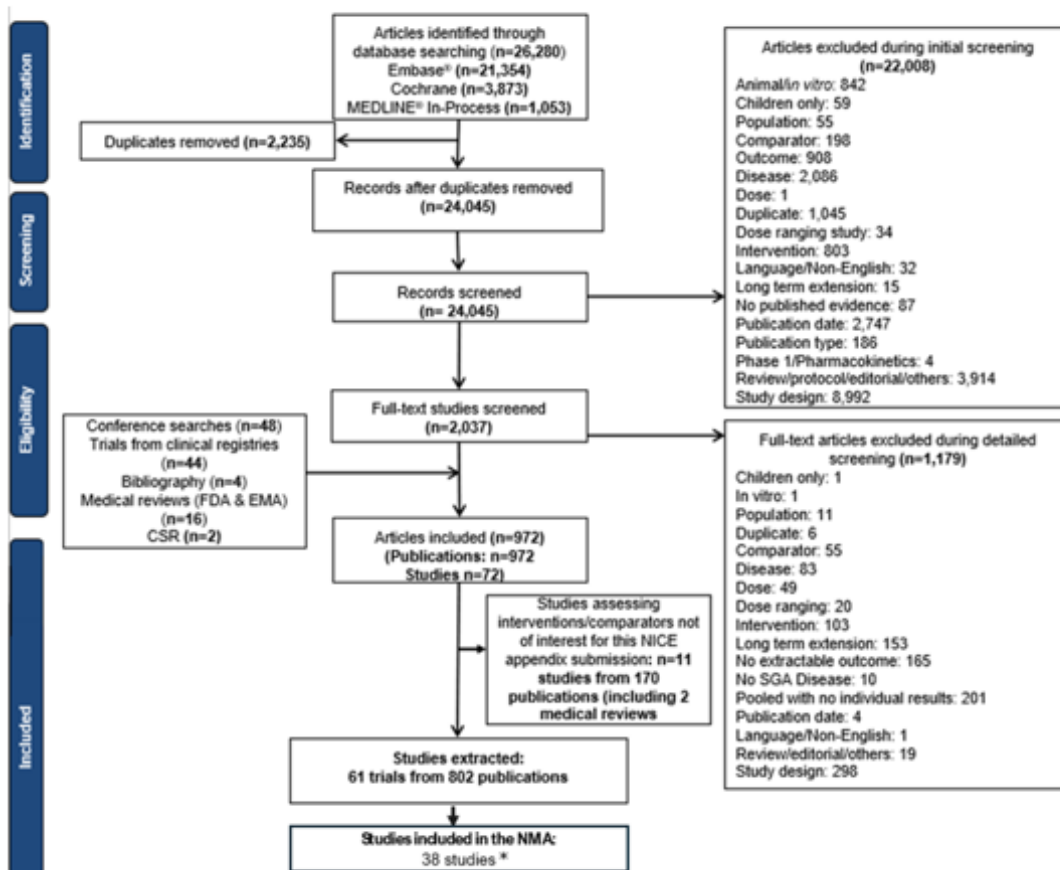 Identification
Articles identified through
database searching (n=26,280)
Embase® (n=21,354)
Cochrane (n=3,873)
MEDLINE® In-Process (n=1,053)
Duplicates removed (n=2,235)
Records after duplicates removed
(n=24,045)
Articles excluded during initial screening
(n=22,008)
Animal/in vitro: 842
Children only: 59
Population: 55
Comparator: 198
Outcome: 908
Disease: 2,086
Dose: 1
Duplicate: 1,045
Dose ranging study: 34
Intervention: 803
Language/Non-English: 32
Long term extension: 15
No published evidence: 87
Publication date: 2,747
Publication type: 186
Phase 1/Pharmacokinetics: 4
Review/protocol/editorial/others: 3,914
Study design: 8,992
Screening
Records screened
(n= 24,045)
Eligibility
Full-text studies screened
(n=2,037)
Conference searches (n=48)
Trials from clinical registries
(n=44)
Bibliography (n=4)
Medical reviews (FDA & EMA)
(n=16)
CSR (n=2)
Full-text articles excluded during detailed
screening (n=1,179)
Children only: 1
In vitro: 1
Population: 11
Duplicate: 6
Comparator: 55
Disease: 83
Dose: 49
Dose ranging: 20
Intervention: 103
Long term extension: 153
No extractable outcome: 165
No SGA Disease: 10
Pooled with no individual results: 201
Publication date: 4
Language/Non-English: 1
Review/editorial/others: 19
Study design: 298
Included
Articles included (n=972)
(Publications: n=972
Studies n=72)
Studies assessing
interventions/comparators not
of interest for this NICE
appendix submission: n=11
studies from 170
publications (including 2
medical reviews
Studies extracted:
61 trials from 802 publications
Studies included in the NMA:
38 studies *